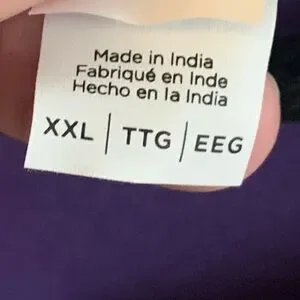 Made in India
Fabriqué en Inde
Hecho en la India
XXL | TTG | EEG